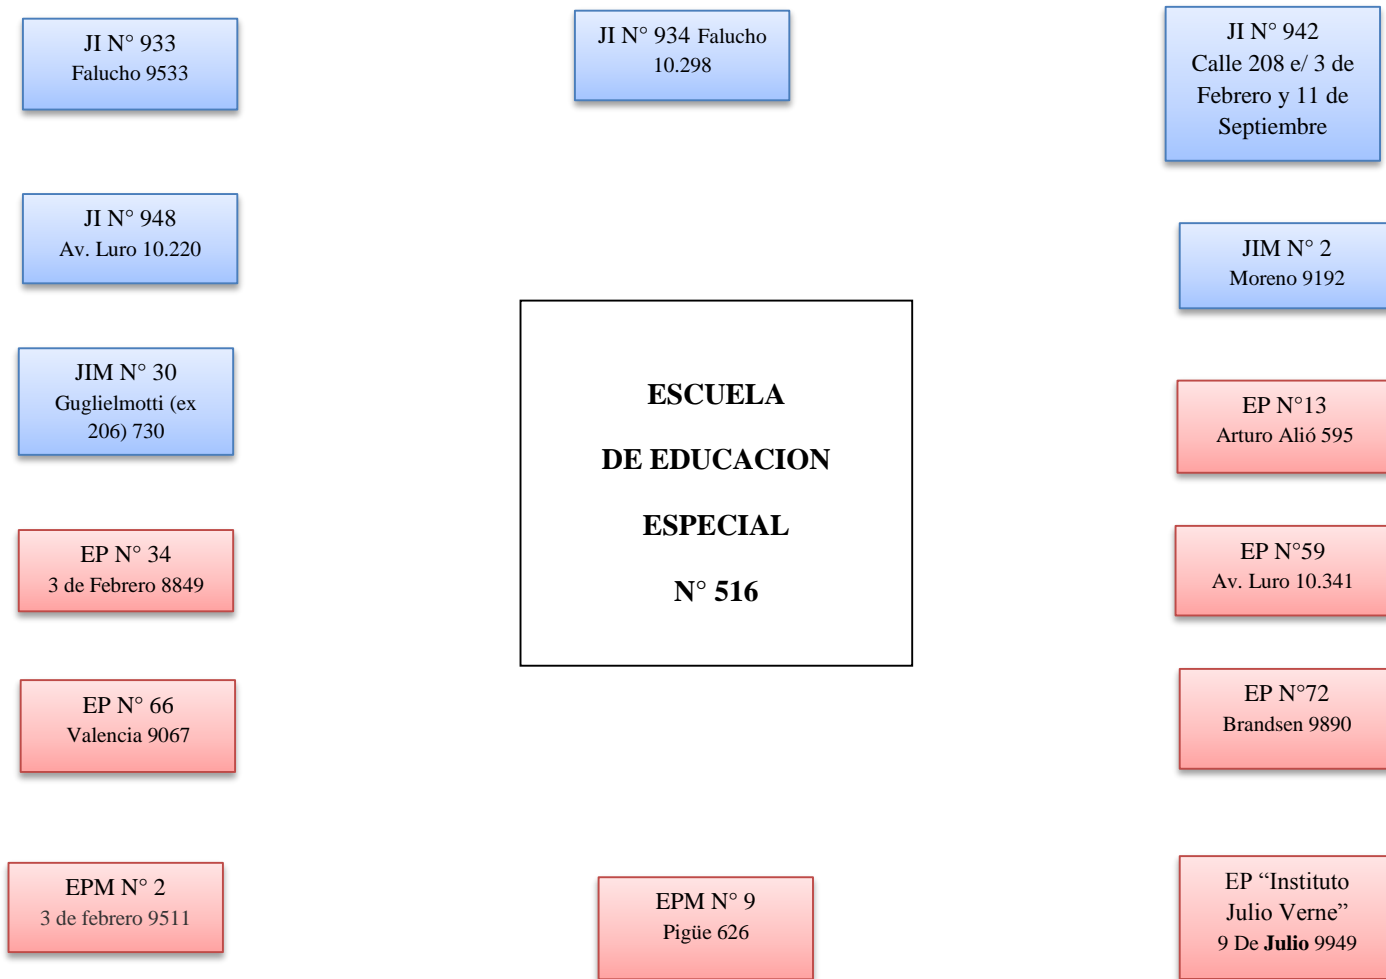 JI N° 933
Falucho 9533
JI N° 934 Falucho
10.298
JI N° 942
Calle 208 e/ 3 de
Febrero y 11 de
Septiembre
JI N° 948
Av. Luro 10.220
JIM N° 2
Moreno 9192
JIM N° 30
Guglielmotti (ex
206) 730
ESCUELA
DE EDUCACION
ESPECIAL
N° 516
EP N°13
Arturo Alió 595
EP N° 34
3 de Febrero 8849
EP N°59
Av. Luro 10.341
EP N° 66
Valencia 9067
EP N°72
Brandsen 9890
EPM N° 2
3 de febrero 9511
EPM N° 9
Pigüe 626
EP “Instituto
Julio Verne”
9 De Julio 9949